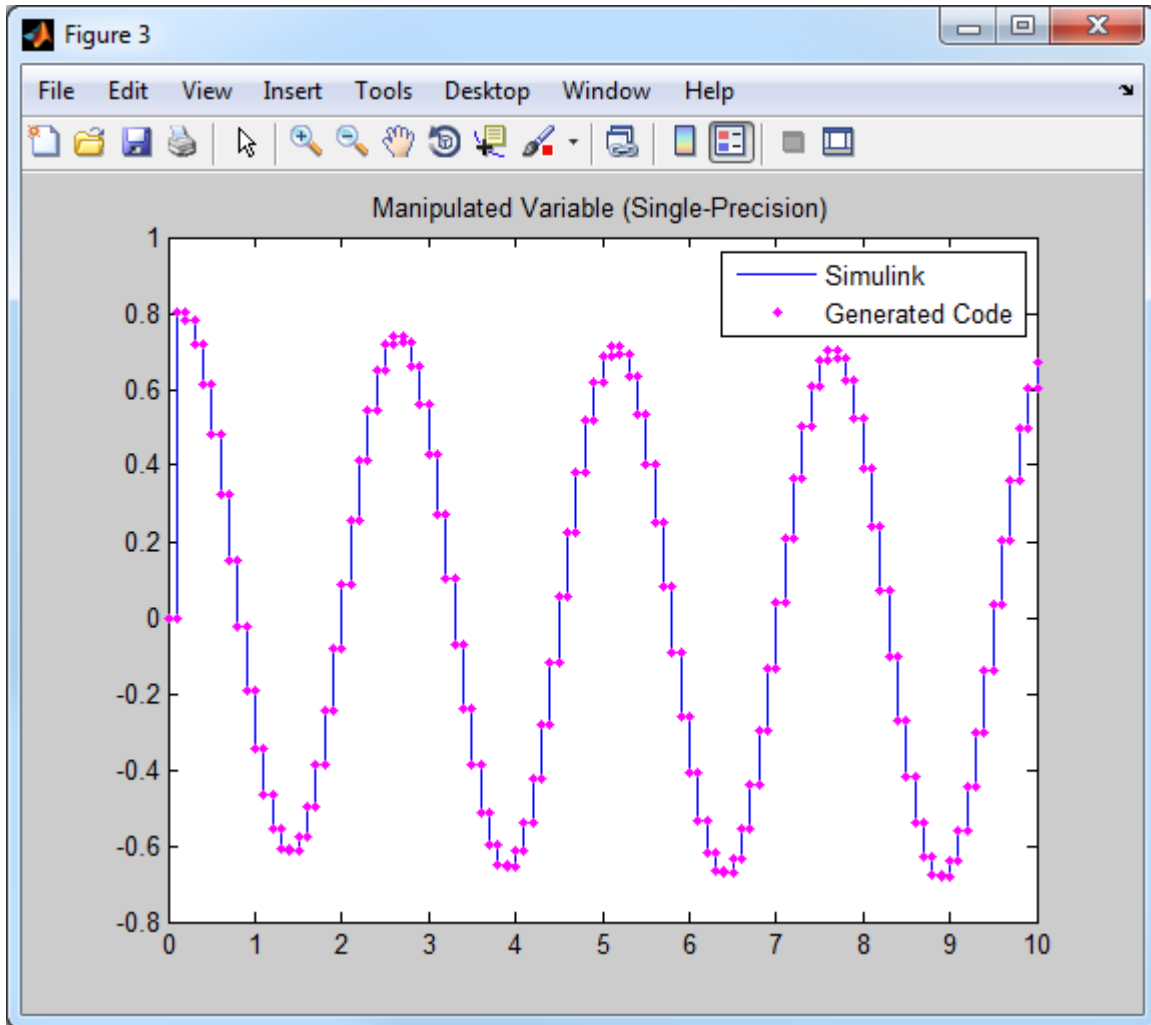 Figure 3
File Edit View Insert Tools Desktop Window Help
Manipulated Variable (Single-Precision)
1
0.8
0.6
0.4
0.2
0
-0.2
-0.4
-0.6
-0.8
Simulink
Generated Code
0 1 2 3 4 5 6 7 8 9 10